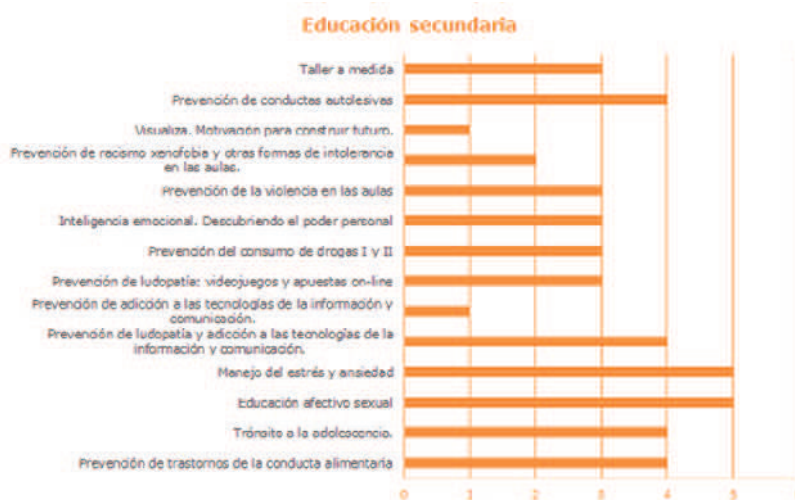 Educación secundaria
Taller a medida
Prevención de conductas autolesivas
Visualiza. Motivación para construir futuro.
Prevención de racismo xenofobia y otras formas de intolerancia
en las aulas.
Prevención de la violencia en las aulas
Inteligencia emocional. Descubriendo el poder personal
Prevención del consumo de drogas I y II
Prevención de ludopatía: videojuegos y apuestas on-line
Prevención de adicción a las tecnologías de la información y
comunicación.
Prevención de ludopatía y adicción a las tecnologías de la
información y comunicación.
Manejo del estrés y ansiedad
Educación afectivo sexual
Tránsito a la adolescencia.
Prevención de trastornos de la conducta alimentaria
0 1 2 3 4 5